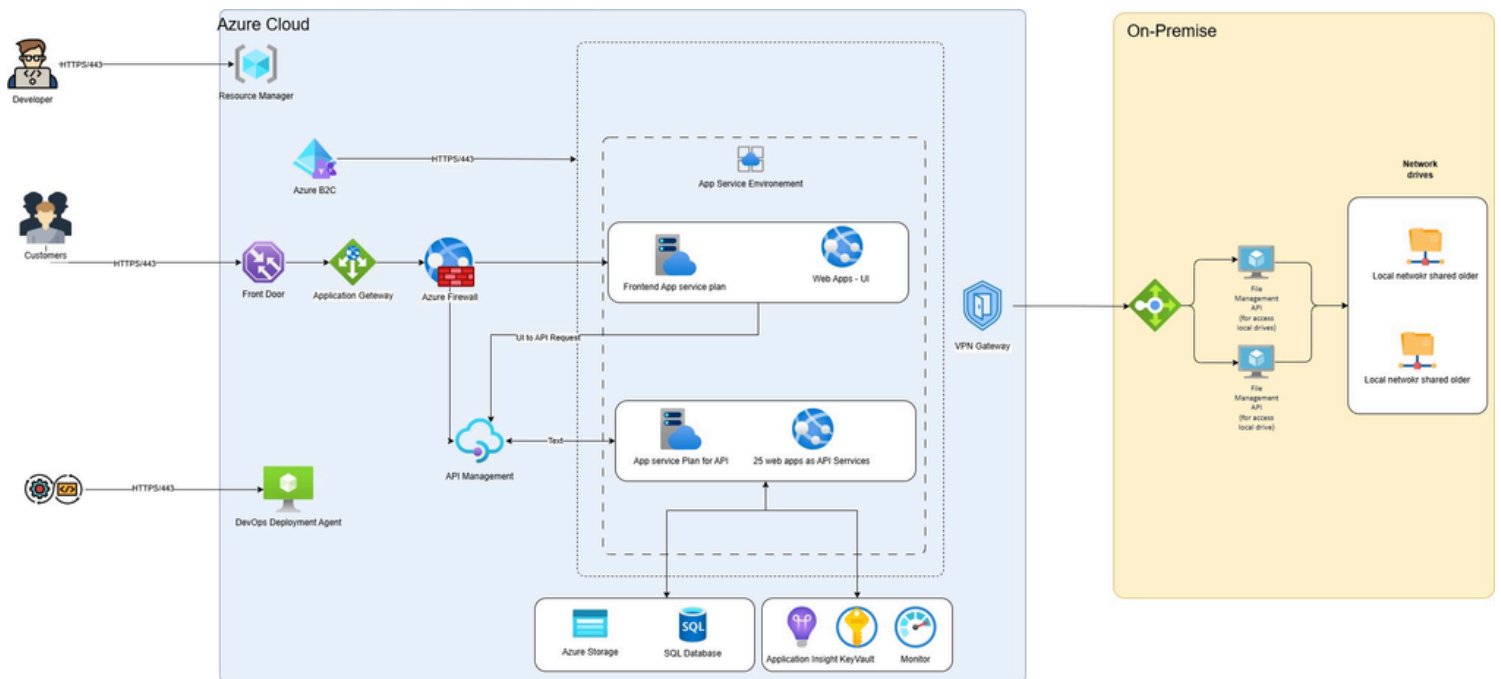 Azure Cloud
On-Premise
HTTPS/443
Developer
Resource Manager
HTTPS/443
Azure B2C
App Service Environement
Network
drives
Customers
HTTPS/443
Front Door
Application Geteway
Azure Firewall
Frontend App service plan
Web Apps - UI
Local netwokr shared older
File
Management
API
(for access
local drives)
UI to API Request
VPN Gateway
Local netwokr shared older
File
Management
API
(for access
local drive)
Text
API Management
App service Plan for API
25 web apps as API Serrvices
HTTPS/443
DevOps Deployment Agent
Azure Storage
SQL
SQL Database
Application Insight
KeyVault
Monitor